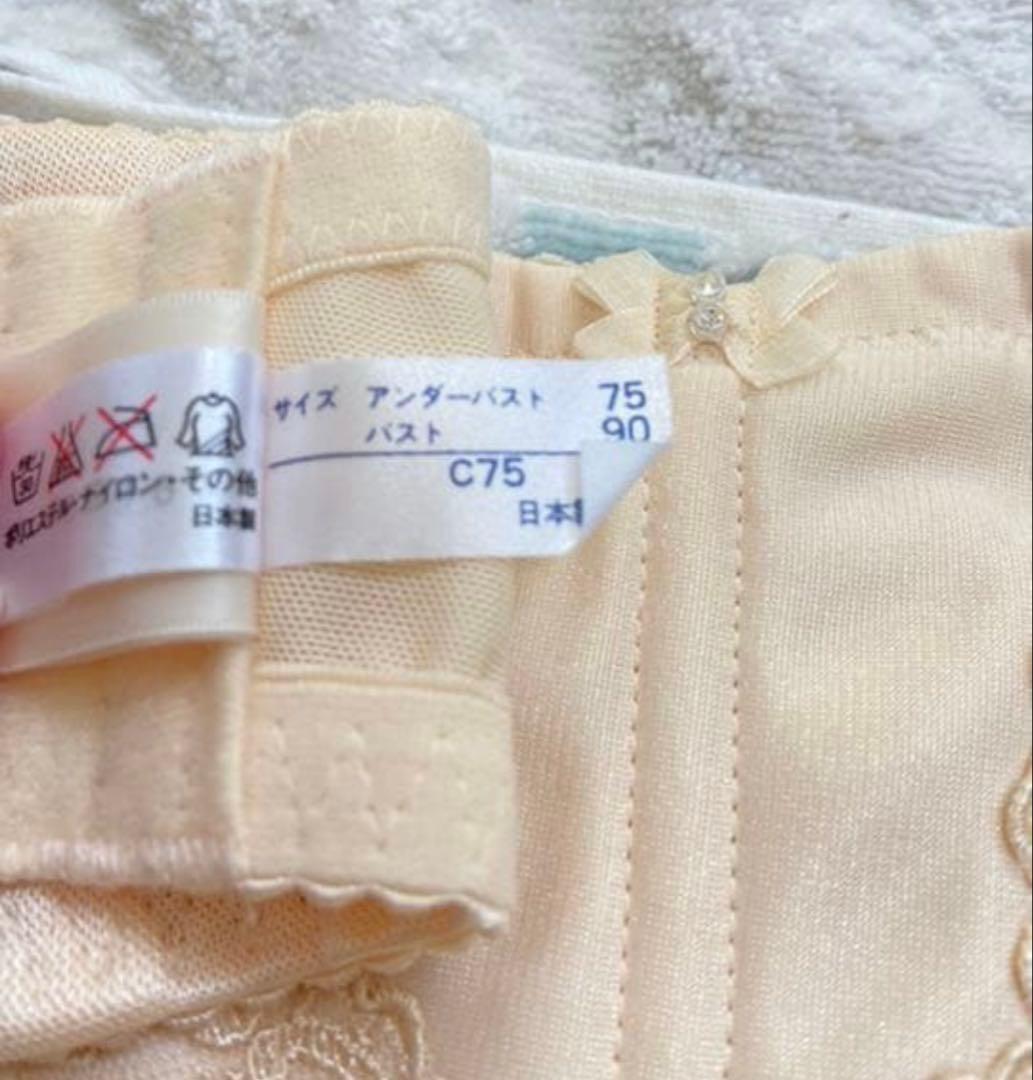 サイズ アンダーバスト 75
バスト 90
C75
日本製
ポリエステル・ナイロン・その他
日本製